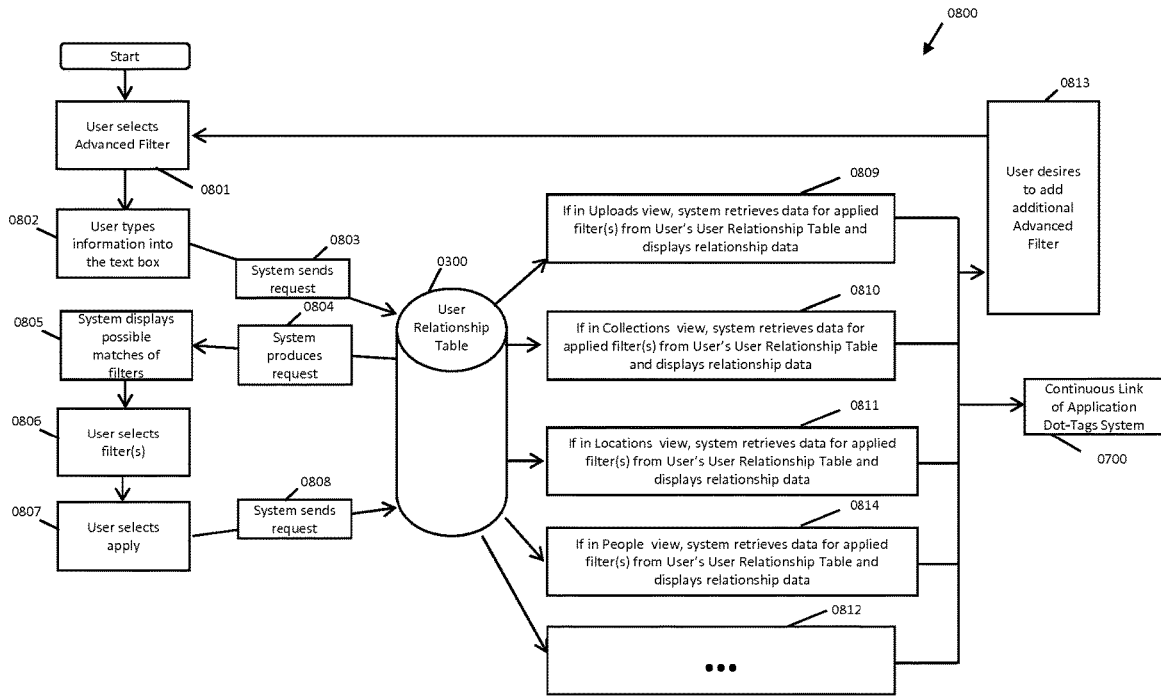 0800
Start
0813
User selects
Advanced Filter
0801
0809
User desires
to add
additional
Advanced
Filter
0802
User types
information into
the text box
0803
System sends
request
If in Uploads view, system retrieves data for applied
filter(s) from User's User Relationship Table and
displays relationship data
0300
User
Relationship
Table
0804
System
produces
request
0805
System displays
possible
matches of
filters
0810
If in Collections view, system retrieves data for
applied filter(s) from User's User Relationship Table
and displays relationship data
Continuous Link
of Application
Dot-Tags System
0700
0806
User selects
filter(s)
0811
If in Locations view, system retrieves data for applied
filter(s) from User's User Relationship Table and
displays relationship data
0807
User selects
apply
0808
System sends
request
0814
If in People view, system retrieves data for applied
filter(s) from User's User Relationship Table and
displays relationship data
0812
•••